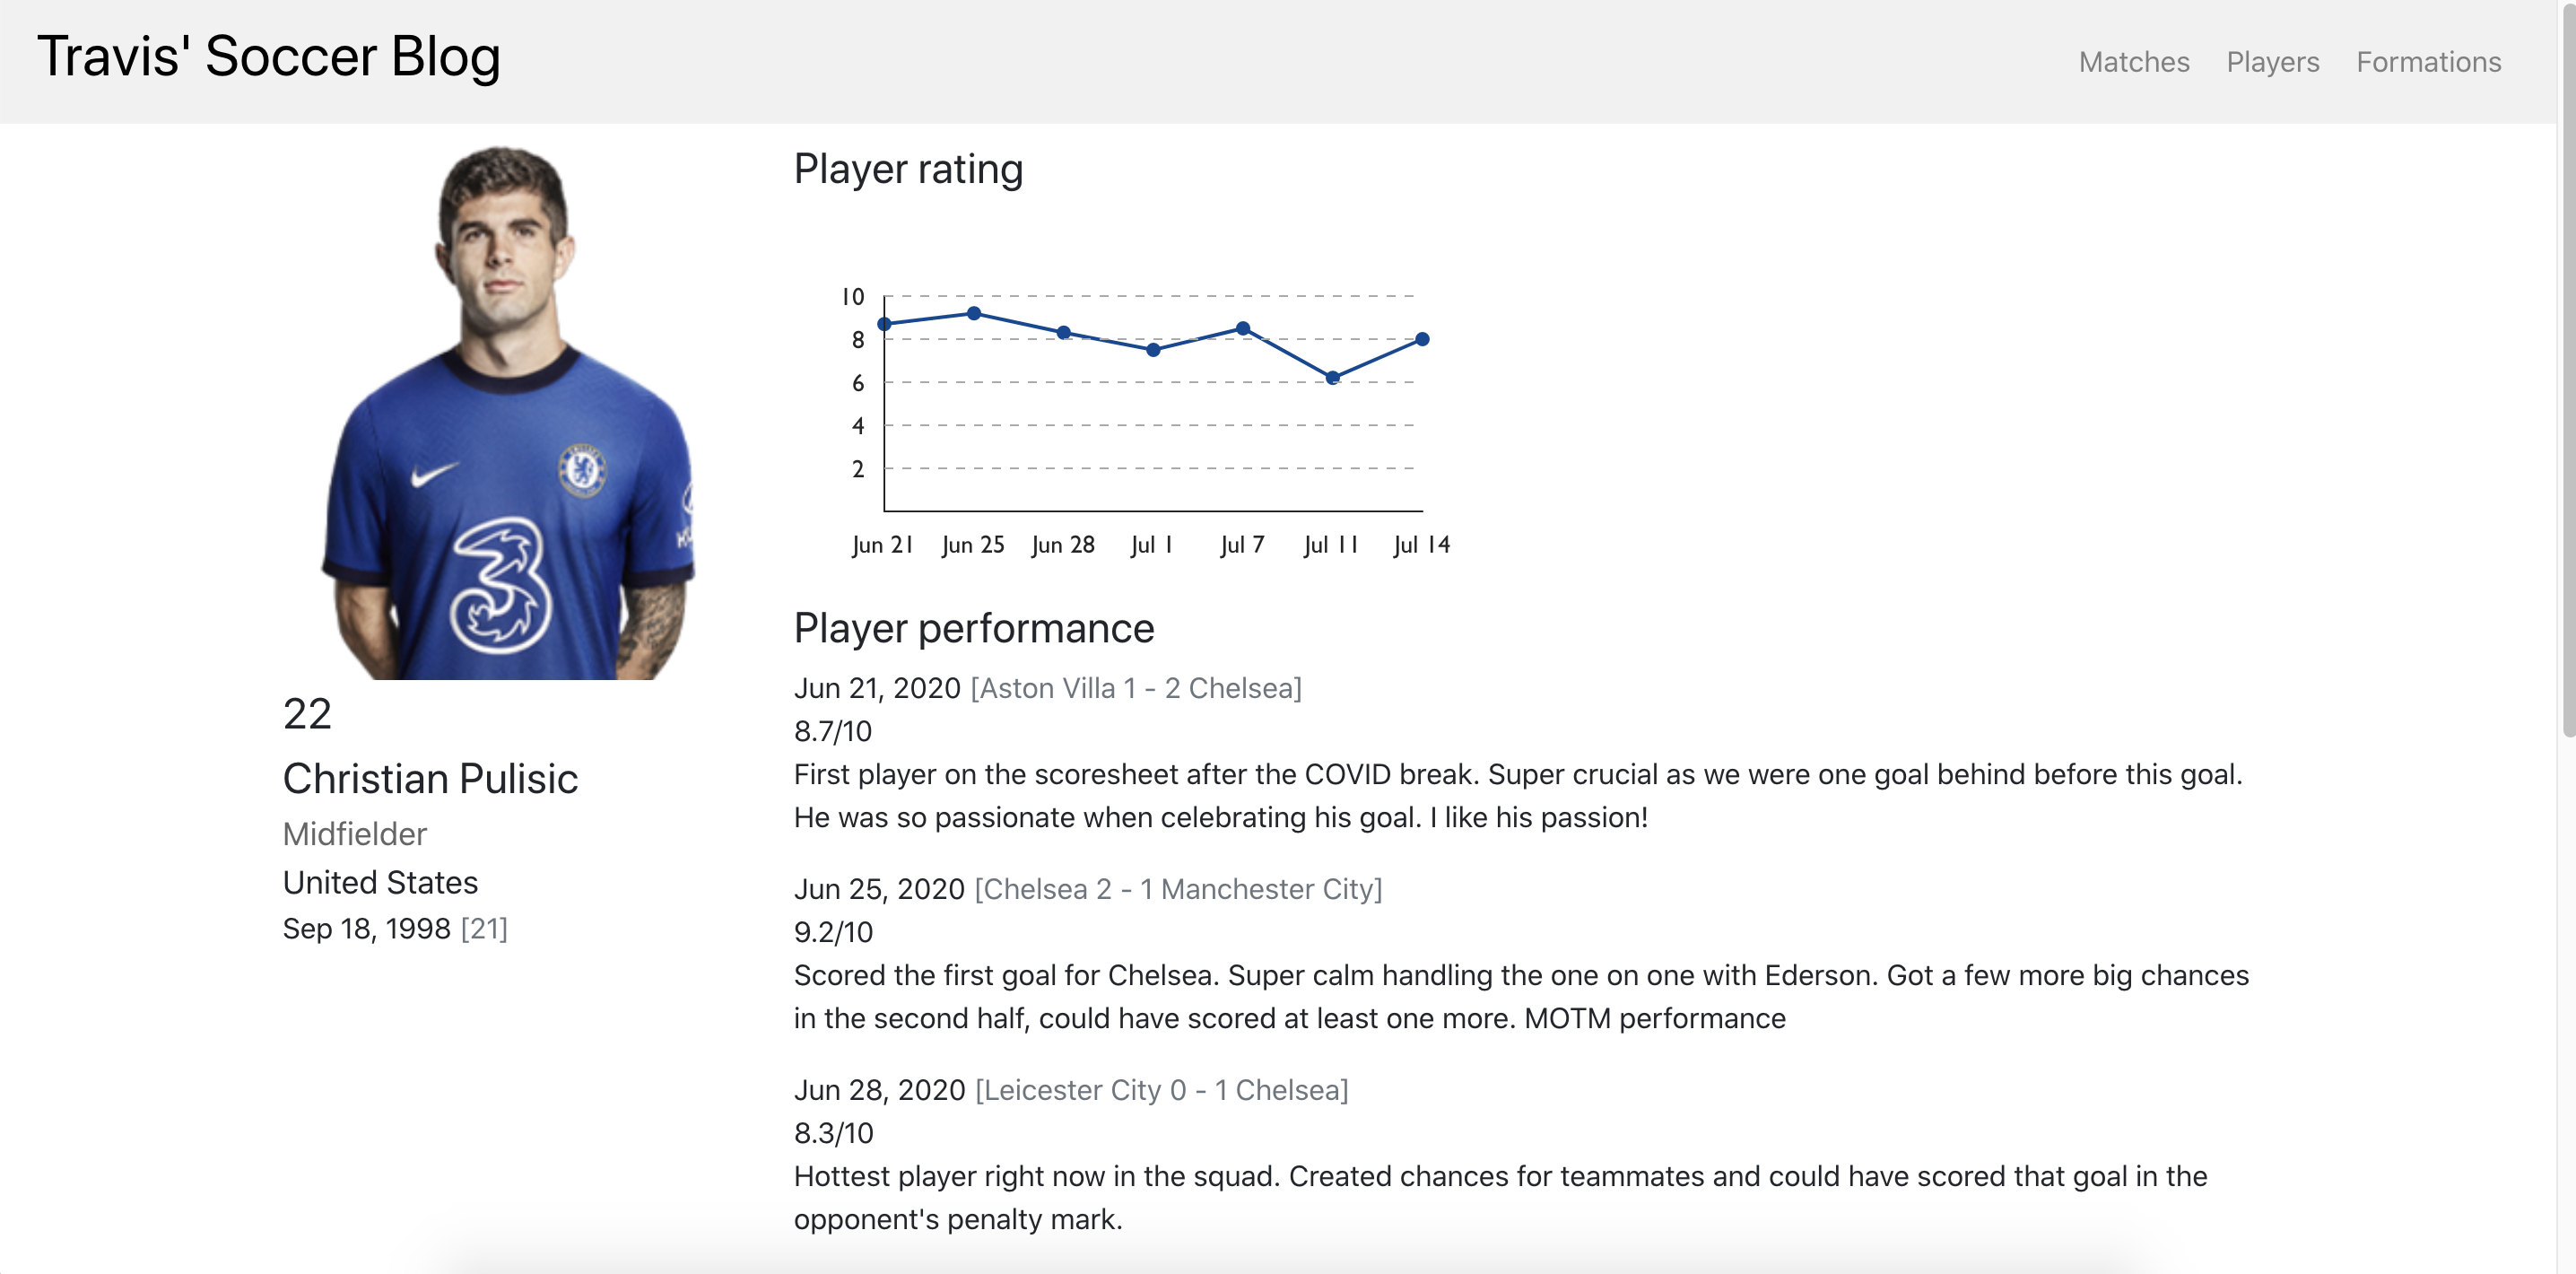 Travis' Soccer Blog
Matches Players Formations
Player rating
10
8
6
4
2
Jun 21 Jun 25 Jun 28 Jul 1 Jul 7 Jul 11 Jul 14
3
22
Christian Pulisic
Midfielder
United States
Sep 18, 1998 [21]
Player performance
Jun 21, 2020 [Aston Villa 1 - 2 Chelsea]
8.7/10
First player on the scoresheet after the COVID break. Super crucial as we were one goal behind before this goal.
He was so passionate when celebrating his goal. I like his passion!
Jun 25, 2020 [Chelsea 2 - 1 Manchester City]
9.2/10
Scored the first goal for Chelsea. Super calm handling the one on one with Ederson. Got a few more big chances
in the second half, could have scored at least one more. MOTM performance
Jun 28, 2020 [Leicester City 0 - 1 Chelsea]
8.3/10
Hottest player right now in the squad. Created chances for teammates and could have scored that goal in the
opponent's penalty mark.